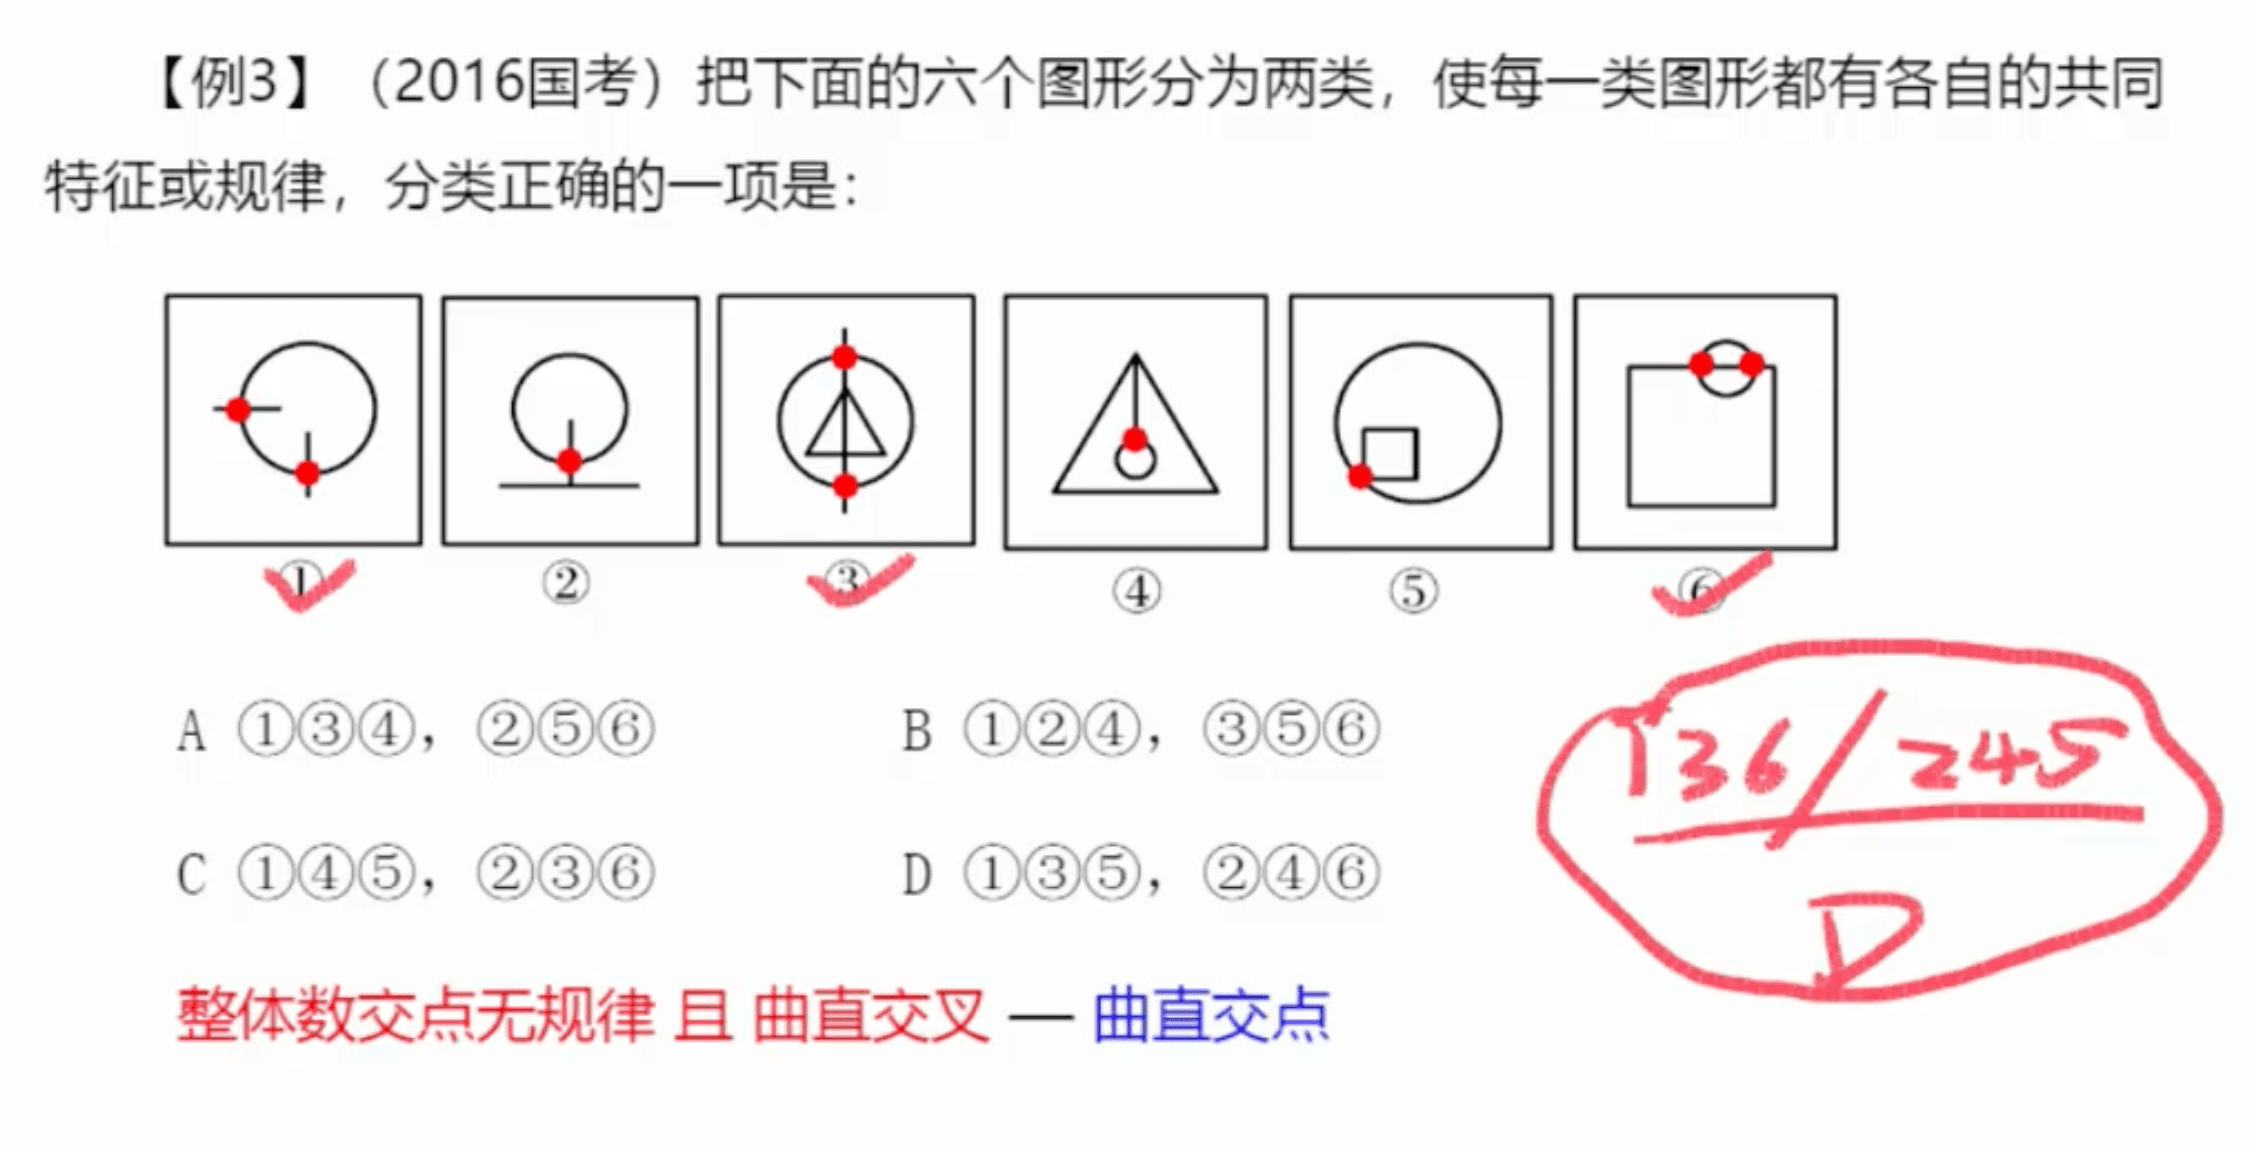 【例3】（2016国考）把下面的六个图形分为两类，使每一类图形都有各自的共同
特征或规律，分类正确的一项是：
① ② ③ ④ ⑤ ⑥
A ①③④，②⑤⑥ B ①②④，③⑤⑥
C ①④⑤，②③⑥ D ①③⑤，②④⑥
136/245
D
整体数交点无规律 且 曲直交叉 — 曲直交点